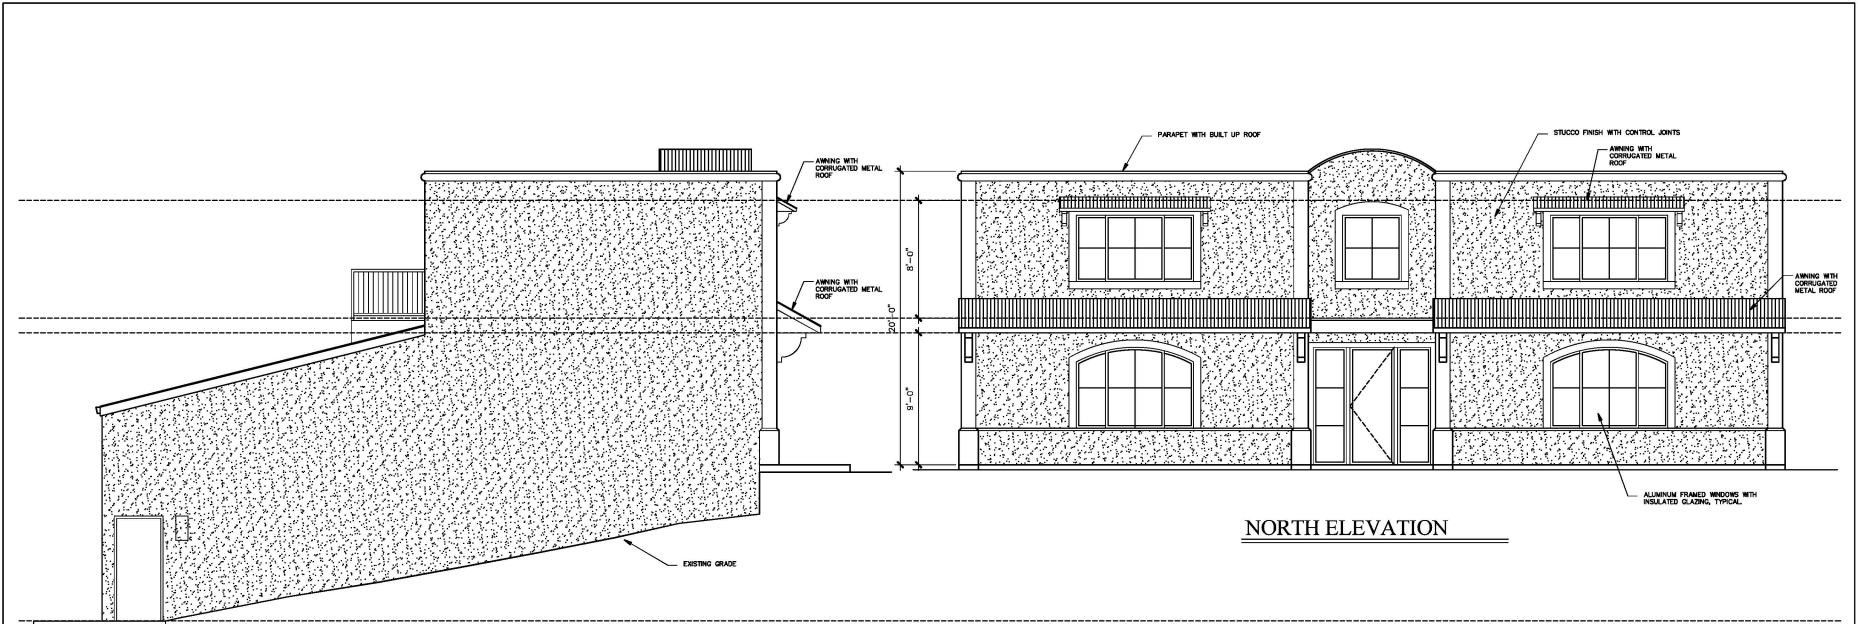 PARAPET WITH BUILT UP ROOF
STUCCO FINISH WITH CONTROL JOINTS
AWNING WITH
CORRUGATED METAL
ROOF
AWNING WITH
CORRUGATED METAL
ROOF
8'-0"
AWNING WITH
CORRUGATED METAL
ROOF
AWNING WITH
CORRUGATED
METAL ROOF
20'-0"
9'-0"
ALUMINUM FRAMED WINDOWS WITH
INSULATED GLAZING, TYPICAL.
NORTH ELEVATION
EXISTING GRADE